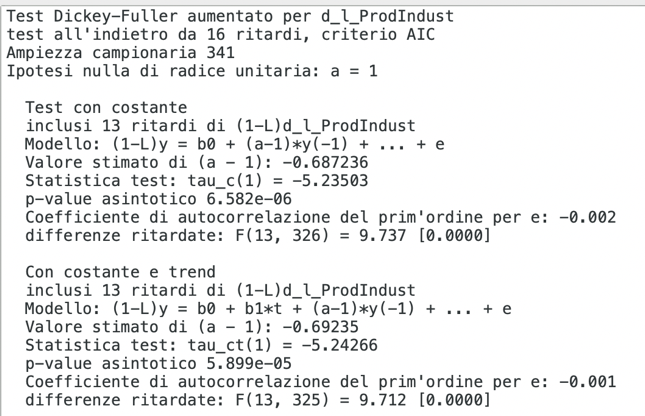 Test Dickey-Fuller aumentato per d_l_ProdIndust
test all'indietro da 16 ritardi, criterio AIC
Ampiezza campionaria 341
Ipotesi nulla di radice unitaria: a = 1

  Test con costante
  inclusi 13 ritardi di (1-L)d_l_ProdIndust
  Modello: (1-L)y = b0 + (a-1)*y(-1) + ... + e
  Valore stimato di (a - 1): -0.687236
  Statistica test: tau_c(1) = -5.23503
  p-value asintotico 6.582e-06
  Coefficiente di autocorrelazione del prim'ordine per e: -0.002
  differenze ritardate: F(13, 326) = 9.737 [0.0000]

  Con costante e trend
  inclusi 13 ritardi di (1-L)d_l_ProdIndust
  Modello: (1-L)y = b0 + b1*t + (a-1)*y(-1) + ... + e
  Valore stimato di (a - 1): -0.69235
  Statistica test: tau_ct(1) = -5.24266
  p-value asintotico 5.899e-05
  Coefficiente di autocorrelazione del prim'ordine per e: -0.001
  differenze ritardate: F(13, 325) = 9.712 [0.0000]